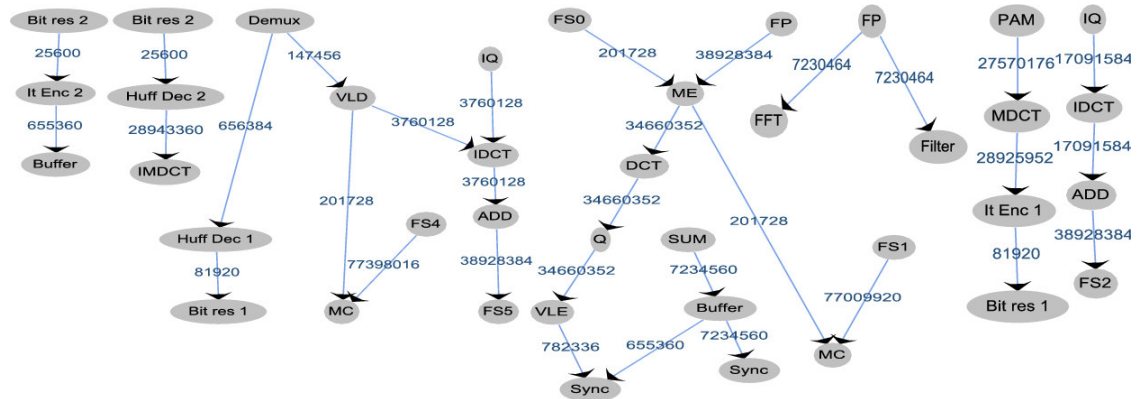 Bit res 2
25600
It Enc 2
655360
Buffer
Bit res 2
25600
Huff Dec 2
28943360
IMDCT
Demux
147456
656384
VLD
3760128
201728
Huff Dec 1
81920
Bit res 1
FS4
77398016
MC
IQ
3760128
IDCT
3760128
ADD
38928384
FS5
FS0
201728
FP
38928384
ME
34660352
DCT
34660352
Q
34660352
VLE
782336
Sync
201728
SUM
7234560
Buffer
655360
7234560
Sync
FS1
77009920
MC
FP
7230464
7230464
FFT
Filter
PAM
27570176
MDCT
28925952
It Enc 1
81920
Bit res 1
IQ
17091584
IDCT
17091584
ADD
38928384
FS2